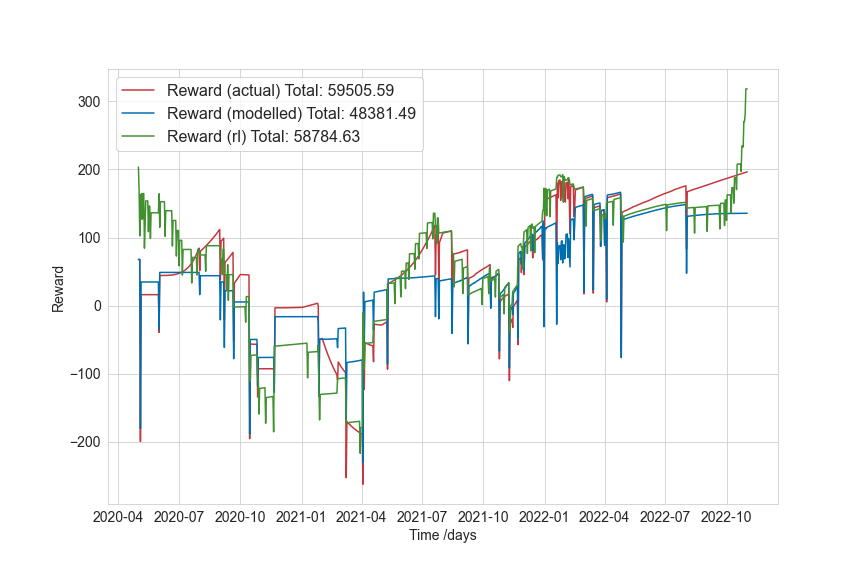 Reward (actual) Total: 59505.59
Reward (modelled) Total: 48381.49
Reward (rl) Total: 58784.63
300
200
100
0
−100
−200
Reward
2020-04 2020-07 2020-10 2021-01 2021-04 2021-07 2021-10 2022-01 2022-04 2022-07 2022-10
Time /days